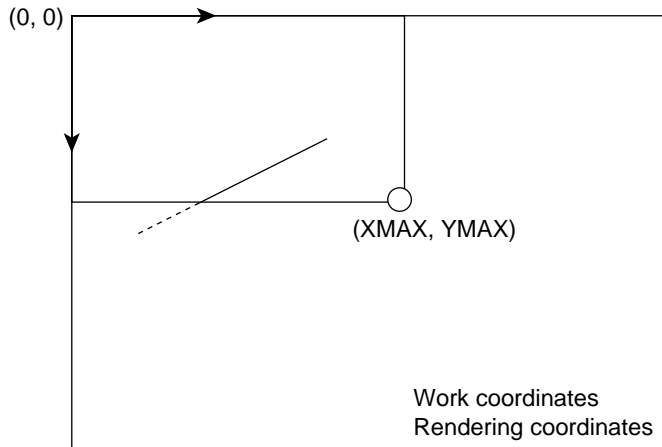 (0, 0)
(XMAX, YMAX)
Work coordinates
Rendering coordinates